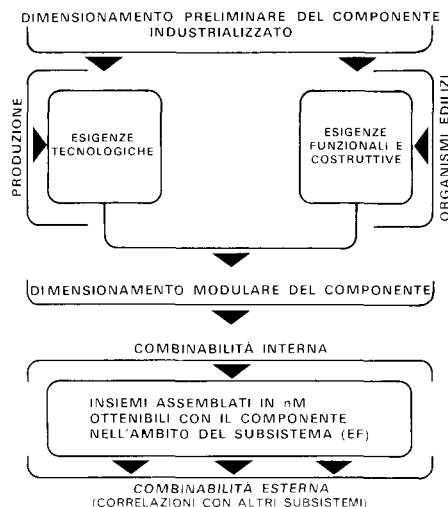 DIMENSIONAMENTO PRELIMINARE DEL COMPONENTE
INDUSTRIALIZZATO
PRODUZIONE
ESIGENZE
TECNOLOGICHE
ESIGENZE
FUNZIONALI E
COSTRUTTIVE
ORGANISMI EDILIZI
DIMENSIONAMENTO MODULARE DEL COMPONENTE
COMBINABILITÀ INTERNA
INSIEMI ASSEMBLATI IN nM
OTTENIBILI CON IL COMPONENTE
NELL'AMBITO DEL SUBSISTEMA (EF)
COMBINABILITÀ ESTERNA
(CORRELAZIONI CON ALTRI SUBSISTEMI)